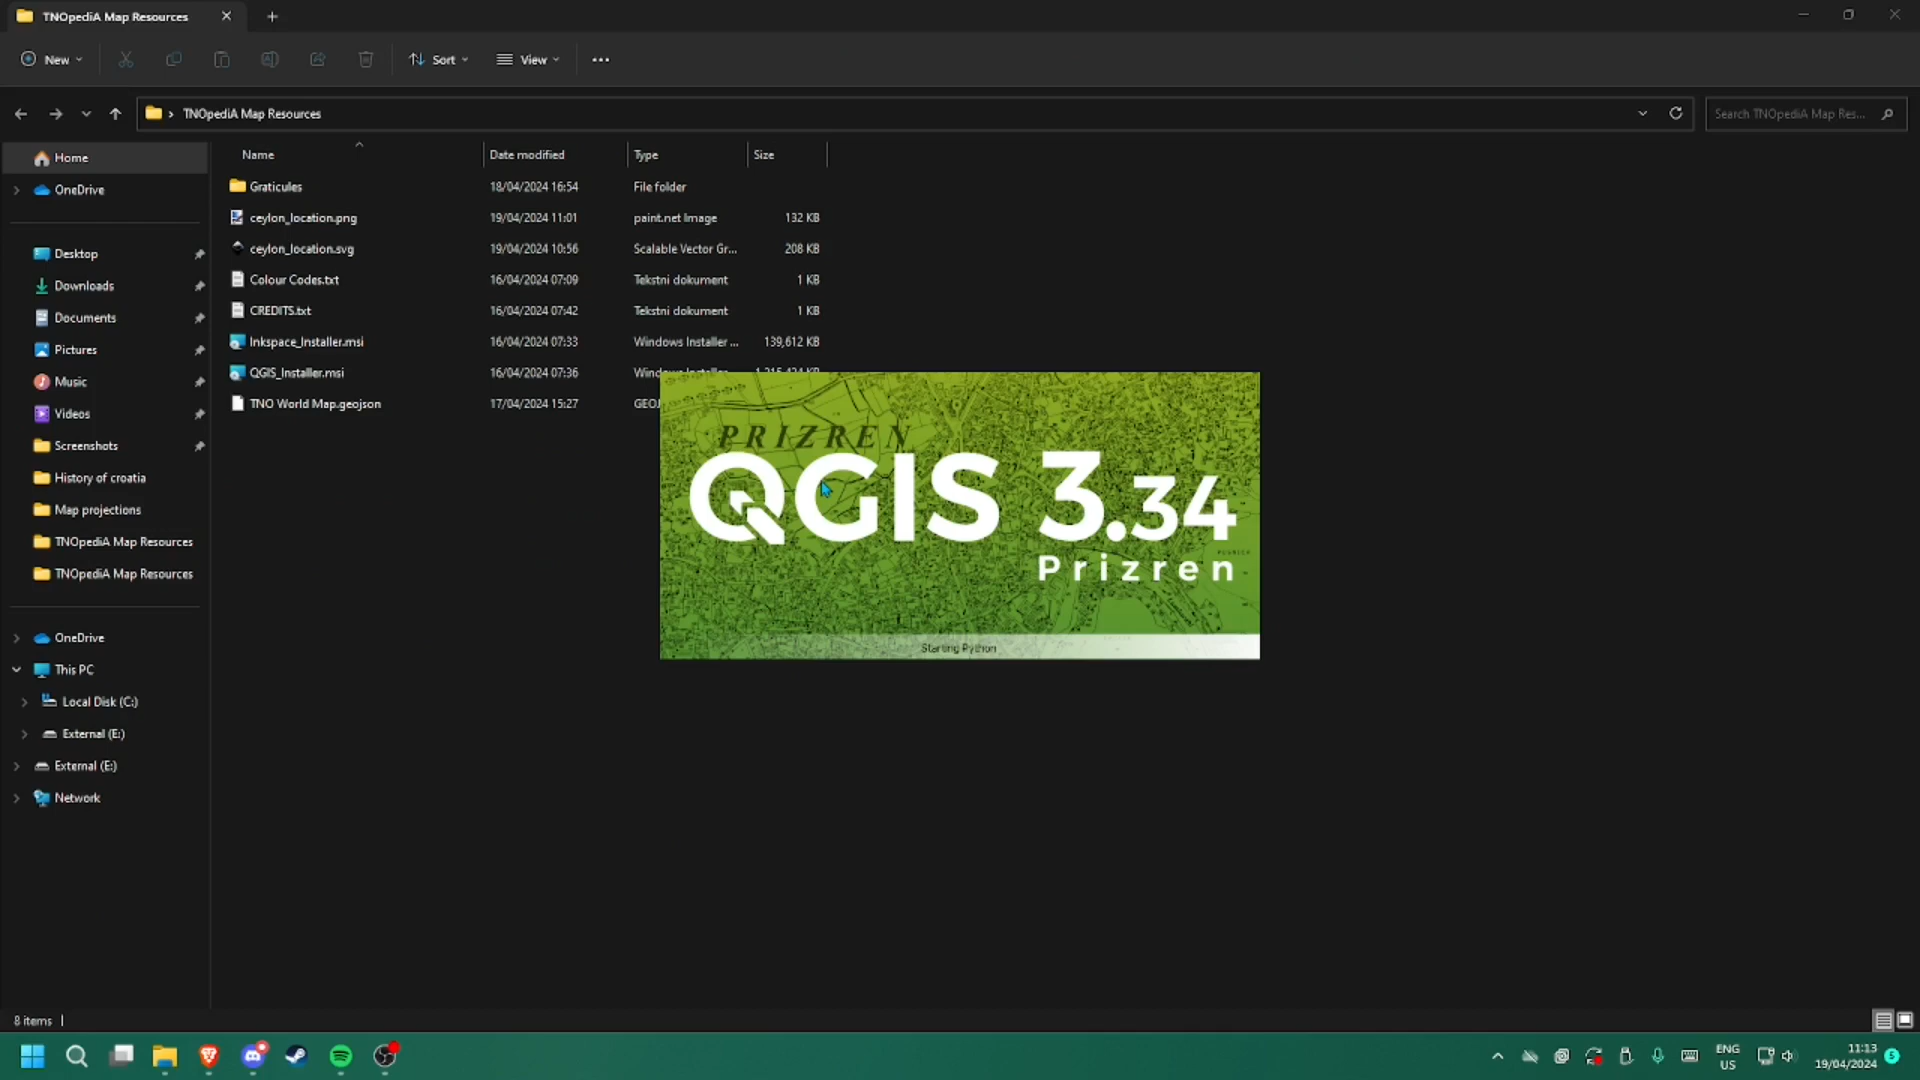 TNOpediA Map Resources
New
Sort
View
TNOpediA Map Resources
Search TNOpediA Map Res...
Name
Date modified
Type
Size
Home
OneDrive
Desktop
Downloads
Documents
Pictures
Music
Videos
Screenshots
History of croatia
Map projections
TNOpediA Map Resources
TNOpediA Map Resources
OneDrive
This PC
Local Disk (C:)
External (E:)
External (E:)
Network
Graticules 18/04/2024 16:54 File folder
ceylon_location.png 19/04/2024 11:01 paint.net Image 132 KB
ceylon_location.svg 19/04/2024 10:56 Scalable Vector Gr... 208 KB
Colour Codes.txt 16/04/2024 07:09 Tekstni dokument 1 KB
CREDITS.txt 16/04/2024 07:42 Tekstni dokument 1 KB
Inkspace_Installer.msi 16/04/2024 07:33 Windows Installer ... 139,612 KB
QGIS_Installer.msi 16/04/2024 07:36 Windows Installer
TNO World Map.geojson 17/04/2024 15:27 GEOJ
PRIZREN
QGIS 3.34
Prizren
Starting Python
8 items
ENG
US
11:13
19/04/2024
5